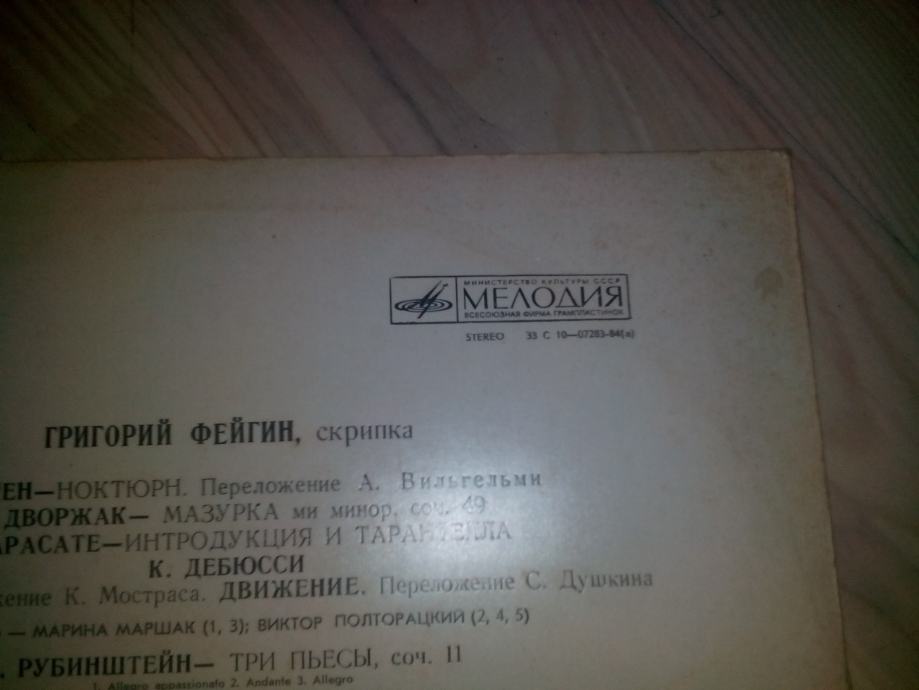 МИНИСТЕРСТВО КУЛЬТУРЫ СССР
МЕЛОДИЯ
ВСЕСОЮЗНАЯ ФИРМА ГРАМПЛАСТИНОК
STEREO 33 С 10—07283-84(а)
ГРИГОРИЙ ФЕЙГИН, скрипка
ЕН—НОКТЮРН. Переложение А. Вильгельми
ДВОРЖАК— МАЗУРКА ми минор, соч. 49
АРАСАТЕ—ИНТРОДУКЦИЯ И ТАРАНТЕЛЛА
К. ДЕБЮССИ
жение К. Мостраса. ДВИЖЕНИЕ. Переложение С. Душкина
— МАРИНА МАРШАК (1, 3); ВИКТОР ПОЛТОРАЦКИЙ (2, 4, 5)
. РУБИНШТЕЙН— ТРИ ПЬЕСЫ, соч. 11
1. Allegro appassionato 2. Andante 3. Allegro